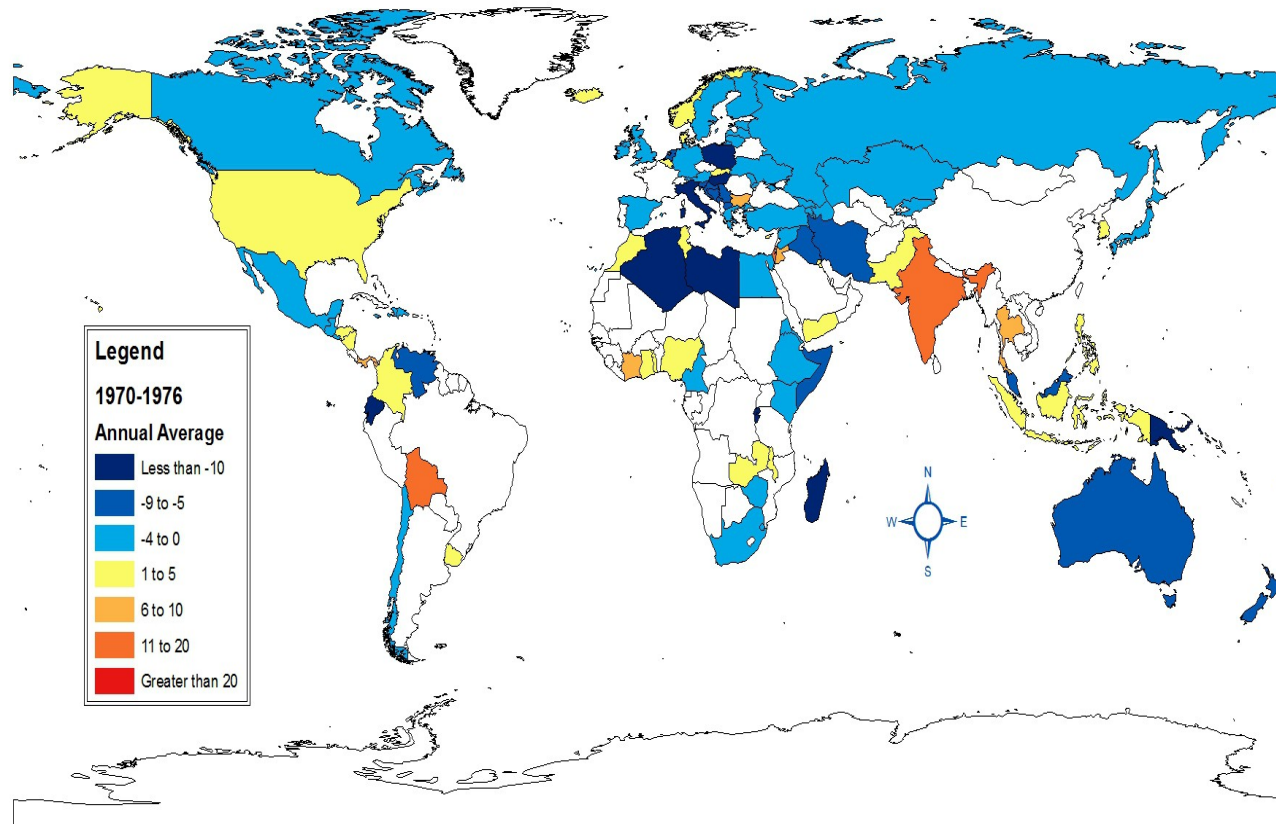 Legend
1970-1976
Annual Average
Less than -10
-9 to -5
-4 to 0
1 to 5
6 to 10
11 to 20
Greater than 20
N
W E
S